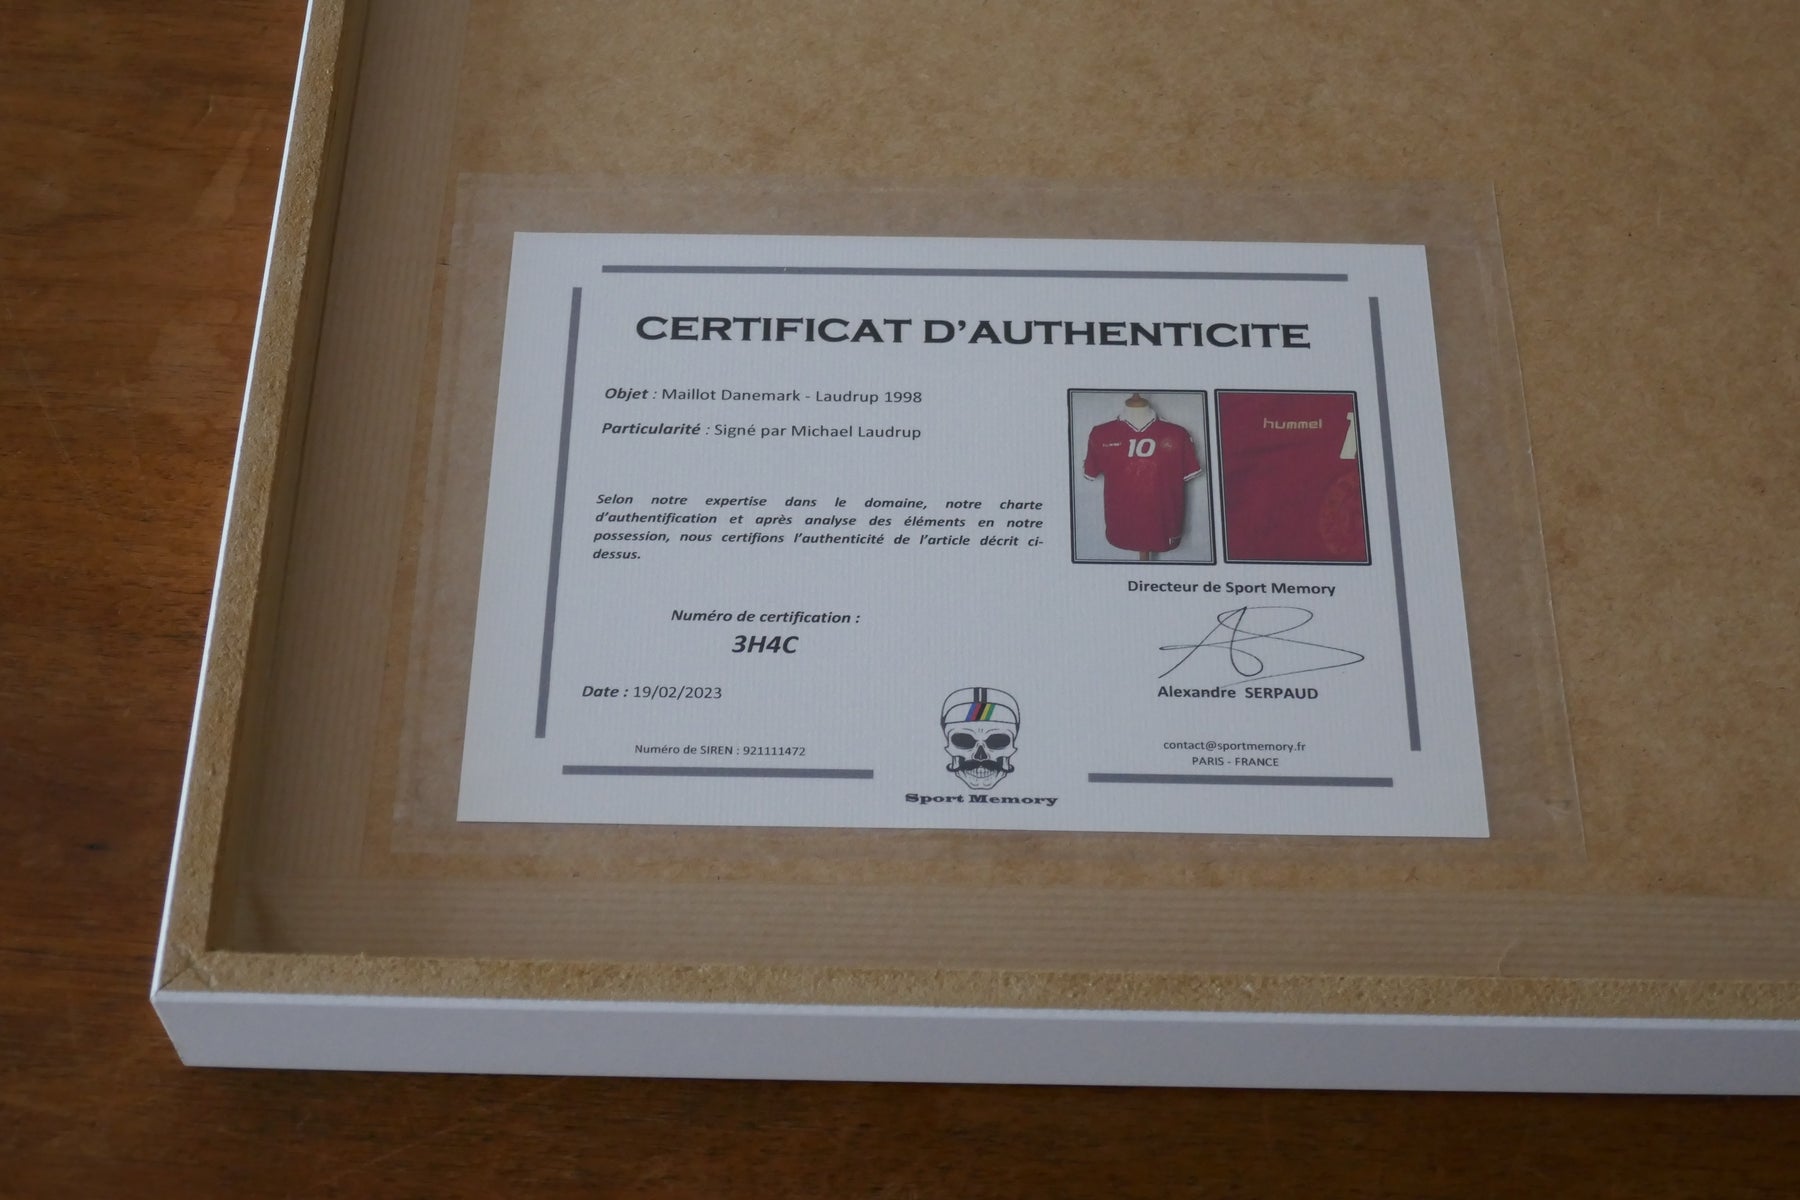 CERTIFICAT D'AUTHENTICITE
Objet : Maillot Danemark - Laudrup 1998
Particularité : Signé par Michael Laudrup
10
hummel
Selon notre expertise dans le domaine, notre charte
d'authentification et après analyse des éléments en notre
possession, nous certifions l'authenticité de l'article décrit ci-
dessus.
Directeur de Sport Memory
Numéro de certification :
3H4C
Alexandre SERPAUD
Date : 19/02/2023
Numéro de SIREN : 921111472
contact@sportmemory.fr
PARIS - FRANCE
Sport Memory